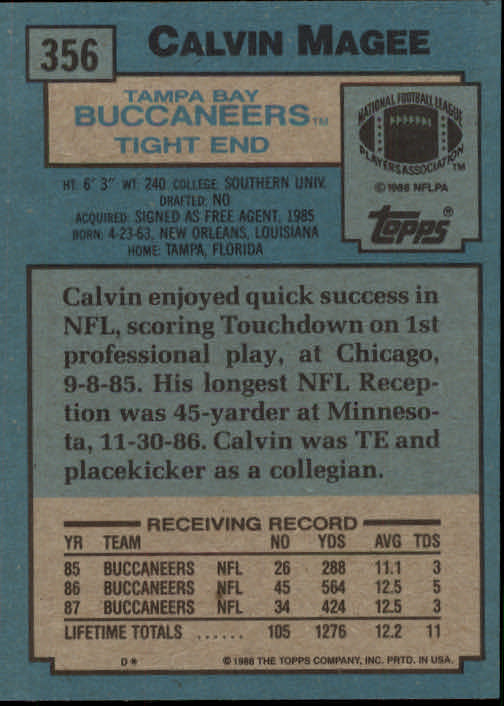 356
CALVIN MAGEE
TAMPA BAY
BUCCANEERS™
TIGHT END
NATIONAL FOOTBALL LEAGUE
PLAYERS ASSOCIATION™
©1988 NFLPA
topps®
HT: 6' 3" WT: 240 COLLEGE: SOUTHERN UNIV.
DRAFTED: NO
ACQUIRED: SIGNED AS FREE AGENT, 1985
BORN: 4-23-63, NEW ORLEANS, LOUISIANA
HOME: TAMPA, FLORIDA
Calvin enjoyed quick success in
NFL, scoring Touchdown on 1st
professional play, at Chicago,
9-8-85. His longest NFL Recep-
tion was 45-yarder at Minneso-
ta, 11-30-86. Calvin was TE and
placekicker as a collegian.
RECEIVING RECORD
YR TEAM NO YDS AVG TDS
85 BUCCANEERS NFL 26 288 11.1 3
86 BUCCANEERS NFL 45 564 12.5 5
87 BUCCANEERS NFL 34 424 12.5 3
LIFETIME TOTALS ...... 105 1276 12.2 11
D* ©1988 THE TOPPS COMPANY, INC. PRTD. IN USA.